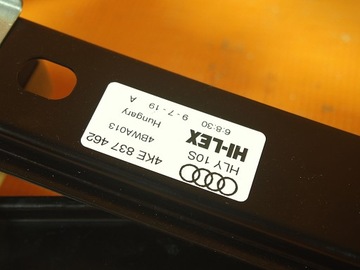 HLY 10S
HI-LEX
4KE 837 462
4BWA013
Hungary
6:8:30 9-7-19 A